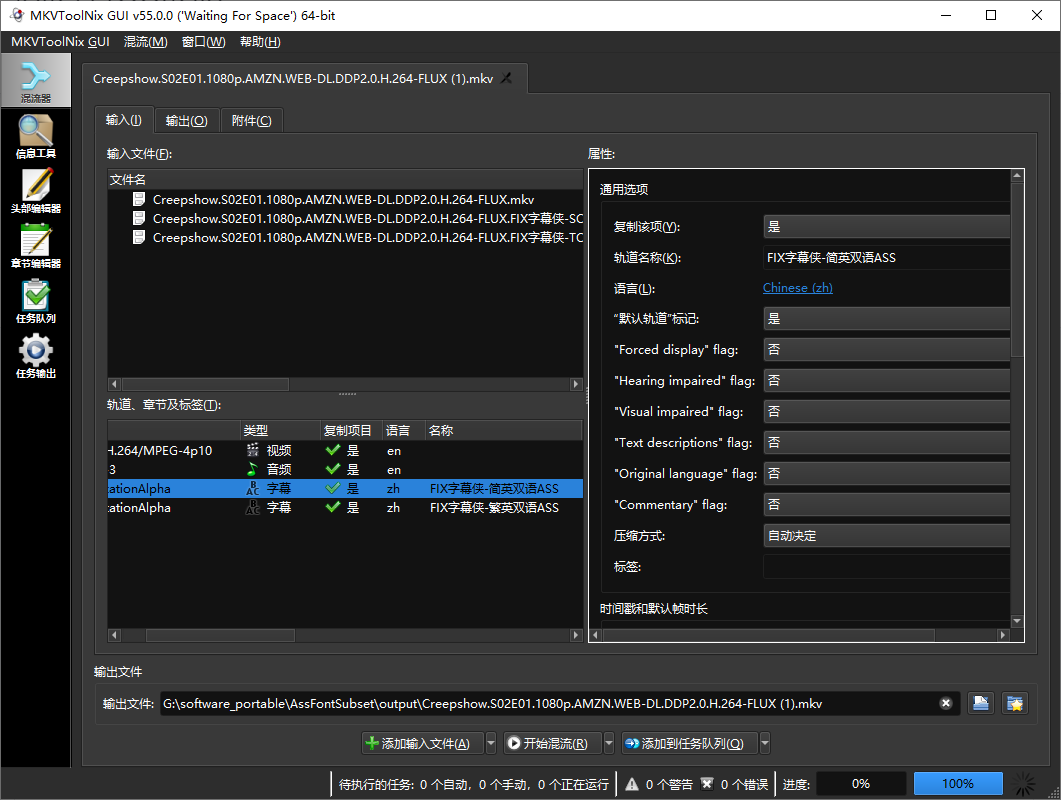 MKVToolNix GUI v55.0.0 ('Waiting For Space') 64-bit
MKVToolNix GUI 混流(M) 窗口(W) 帮助(H)
混流器
信息工具
头部编辑器
章节编辑器
任务队列
任务输出
Creepshow.S02E01.1080p.AMZN.WEB-DL.DDP2.0.H.264-FLUX (1).mkv
输入(I) 输出(O) 附件(C)
输入文件(F):
文件名
Creepshow.S02E01.1080p.AMZN.WEB-DL.DDP2.0.H.264-FLUX.mkv
Creepshow.S02E01.1080p.AMZN.WEB-DL.DDP2.0.H.264-FLUX.FIX字幕侠-SC
Creepshow.S02E01.1080p.AMZN.WEB-DL.DDP2.0.H.264-FLUX.FIX字幕侠-TC
轨道、章节及标签(T):
类型 复制项目 语言 名称
H.264/MPEG-4p10 视频 是 en
3 音频 是 en
tationAlpha 字幕 是 zh FIX字幕侠-简英双语ASS
tationAlpha 字幕 是 zh FIX字幕侠-繁英双语ASS
属性:
通用选项
复制该项(Y): 是
轨道名称(K): FIX字幕侠-简英双语ASS
语言(L): Chinese (zh)
“默认轨道”标记: 是
"Forced display" flag: 否
"Hearing impaired" flag: 否
"Visual impaired" flag: 否
"Text descriptions" flag: 否
"Original language" flag: 否
"Commentary" flag: 否
压缩方式: 自动决定
标签:
时间戳和默认帧时长
输出文件
输出文件: G:\software_portable\AssFontSubset\output\Creepshow.S02E01.1080p.AMZN.WEB-DL.DDP2.0.H.264-FLUX (1).mkv
添加输入文件(A) 开始混流(R) 添加到任务队列(Q)
待执行的任务: 0 个自动，0 个手动，0 个正在运行 0 个警告 0 个错误 进度: 0% 100%